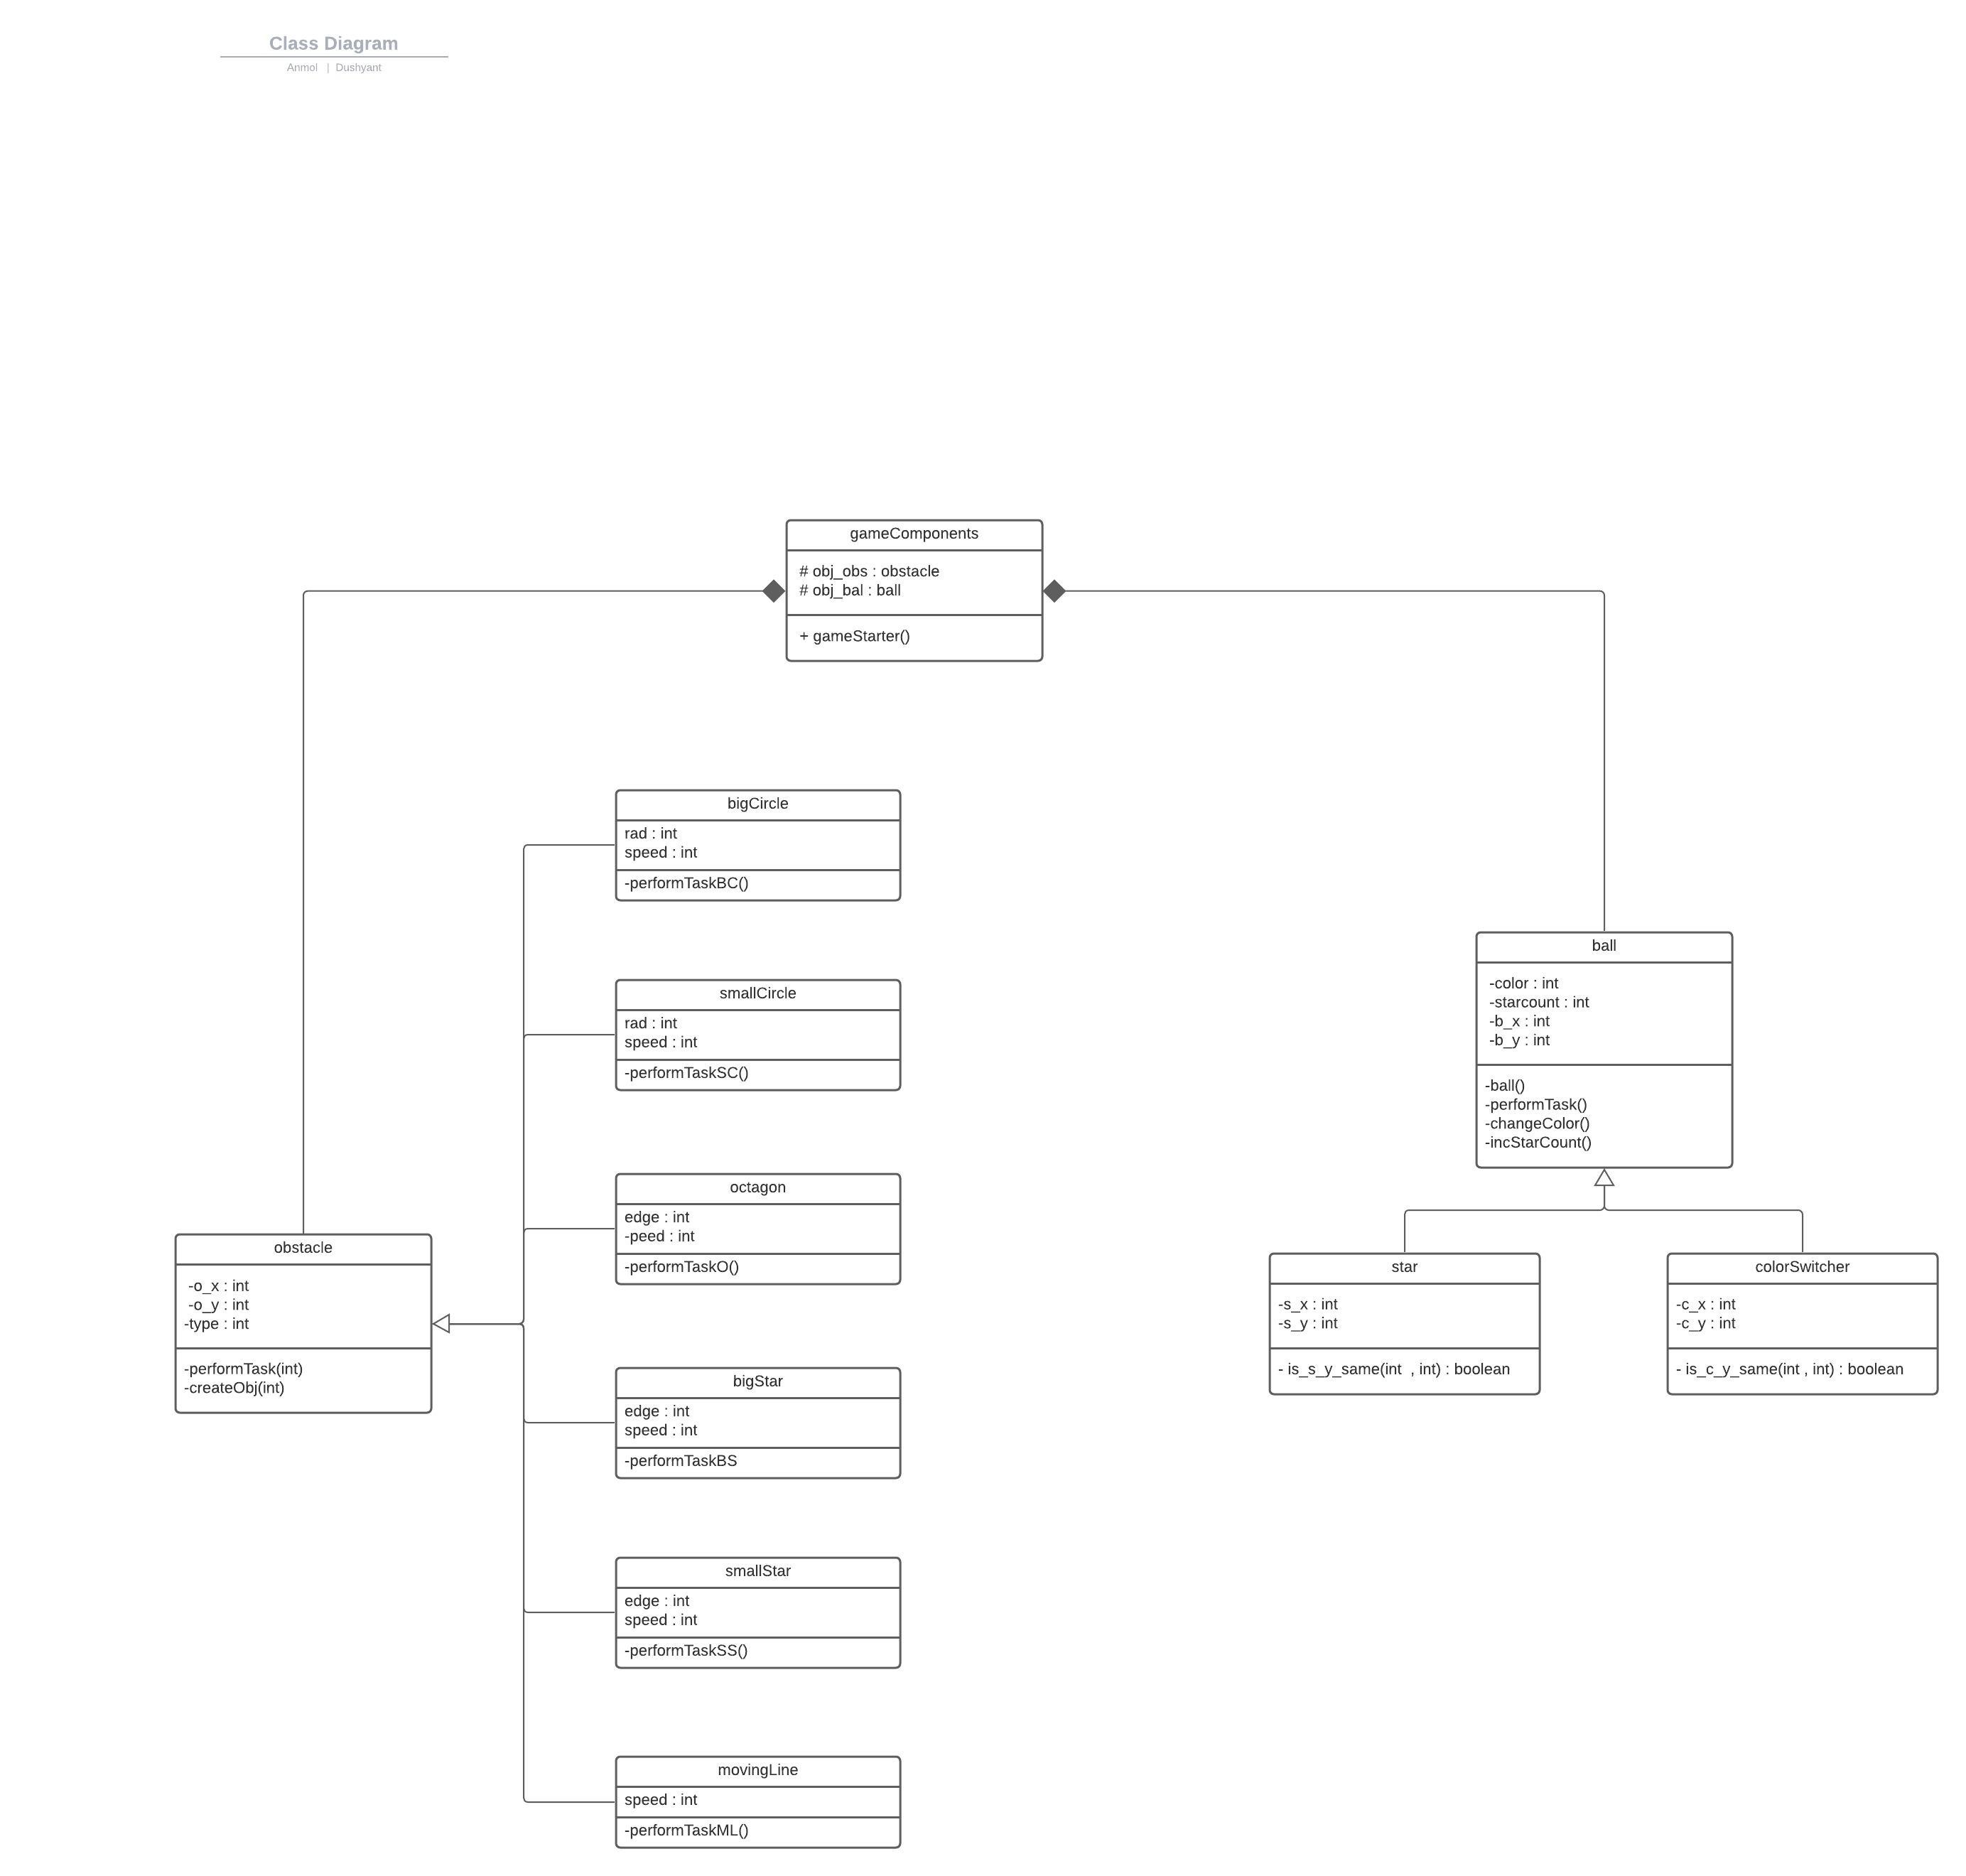 Class Diagram
Anmol | Dushyant
gameComponents
# obj_obs : obstacle
# obj_bal : ball
+ gameStarter()
bigCircle
rad : int
speed : int
-performTaskBC()
smallCircle
rad : int
speed : int
-performTaskSC()
octagon
edge : int
-peed : int
-performTaskO()
obstacle
-o_x : int
-o_y : int
-type : int
-performTask(int)
-createObj(int)
bigStar
edge : int
speed : int
-performTaskBS
smallStar
edge : int
speed : int
-performTaskSS()
movingLine
speed : int
-performTaskML()
ball
-color : int
-starcount : int
-b_x : int
-b_y : int
-ball()
-performTask()
-changeColor()
-incStarCount()
star
-s_x : int
-s_y : int
- is_s_y_same(int  , int) : boolean
colorSwitcher
-c_x : int
-c_y : int
- is_c_y_same(int , int) : boolean